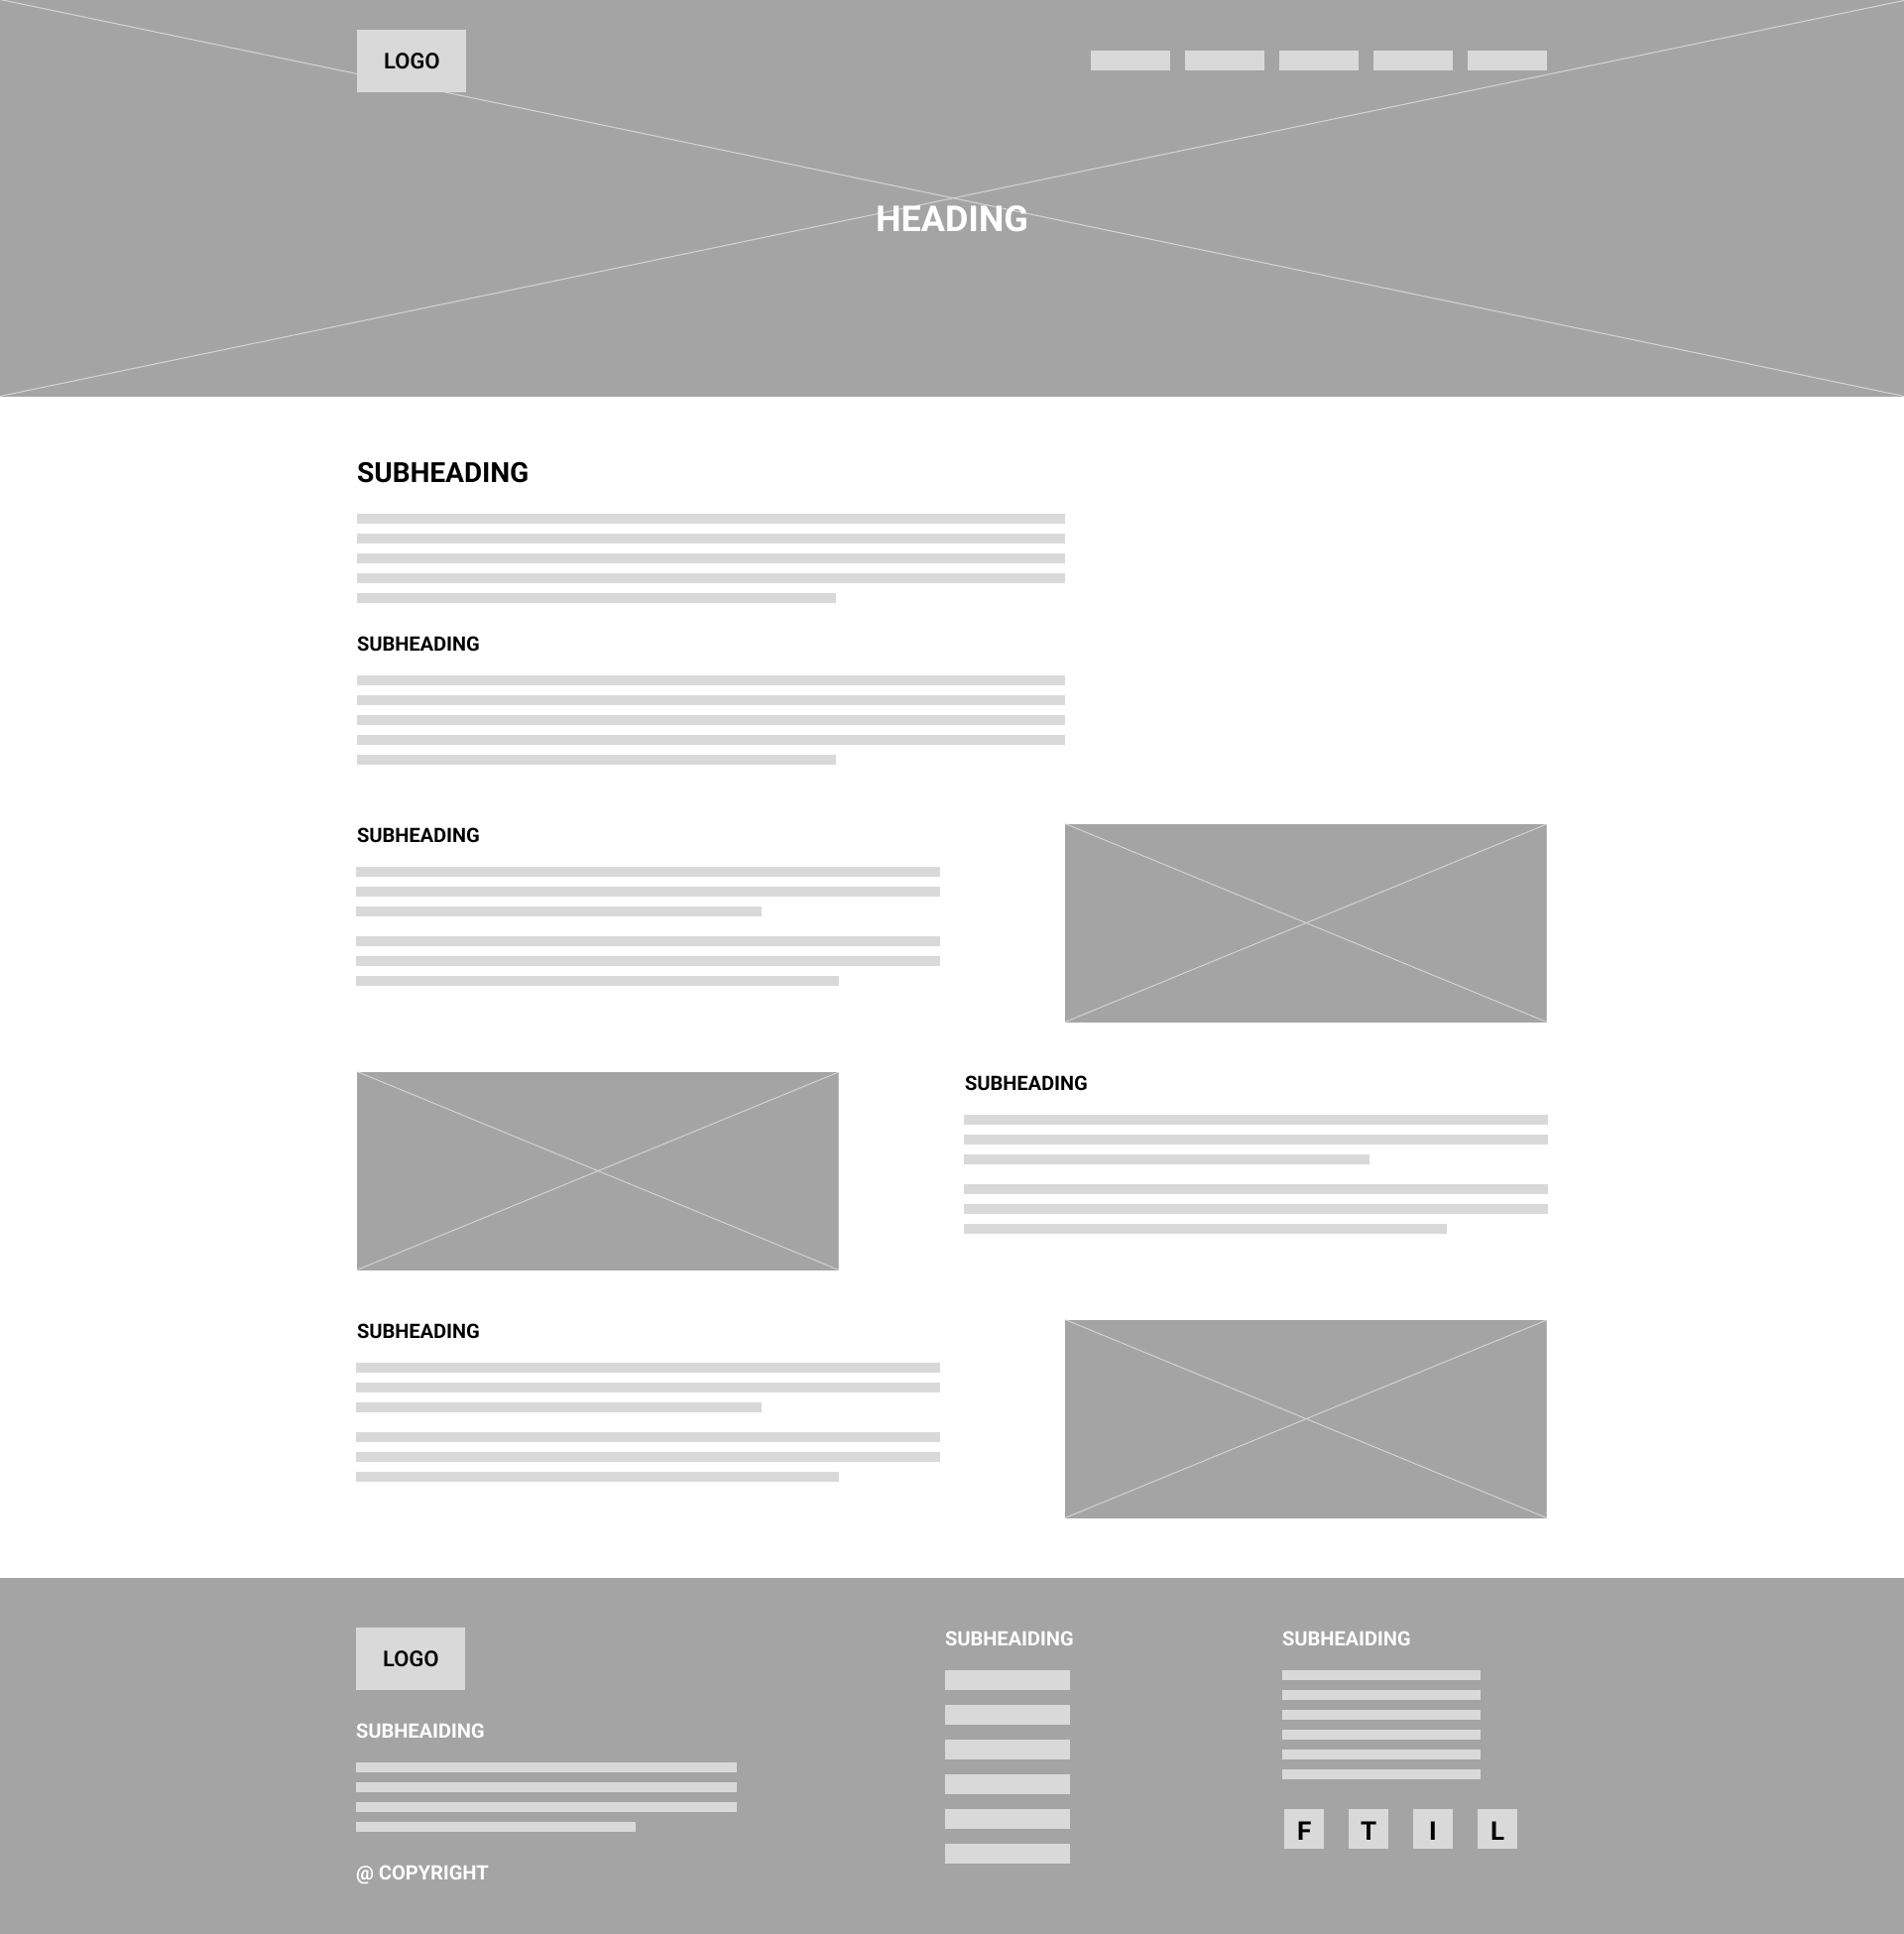 LOGO
HEADING
SUBHEADING
SUBHEADING
SUBHEADING
SUBHEADING
SUBHEADING
LOGO
SUBHEAIDING
@ COPYRIGHT
SUBHEAIDING
SUBHEAIDING
F T I L